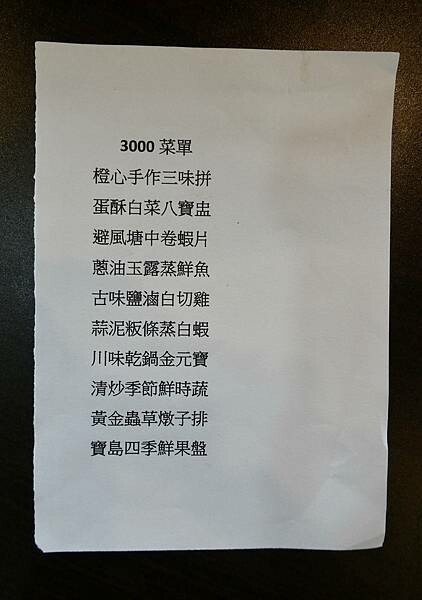 3000 菜單
橙心手作三味拼
蛋酥白菜八寶盅
避風塘中卷蝦片
蔥油玉露蒸鮮魚
古味鹽滷白切雞
蒜泥粄條蒸白蝦
川味乾鍋金元寶
清炒季節鮮時蔬
黃金蟲草燉子排
寶島四季鮮果盤